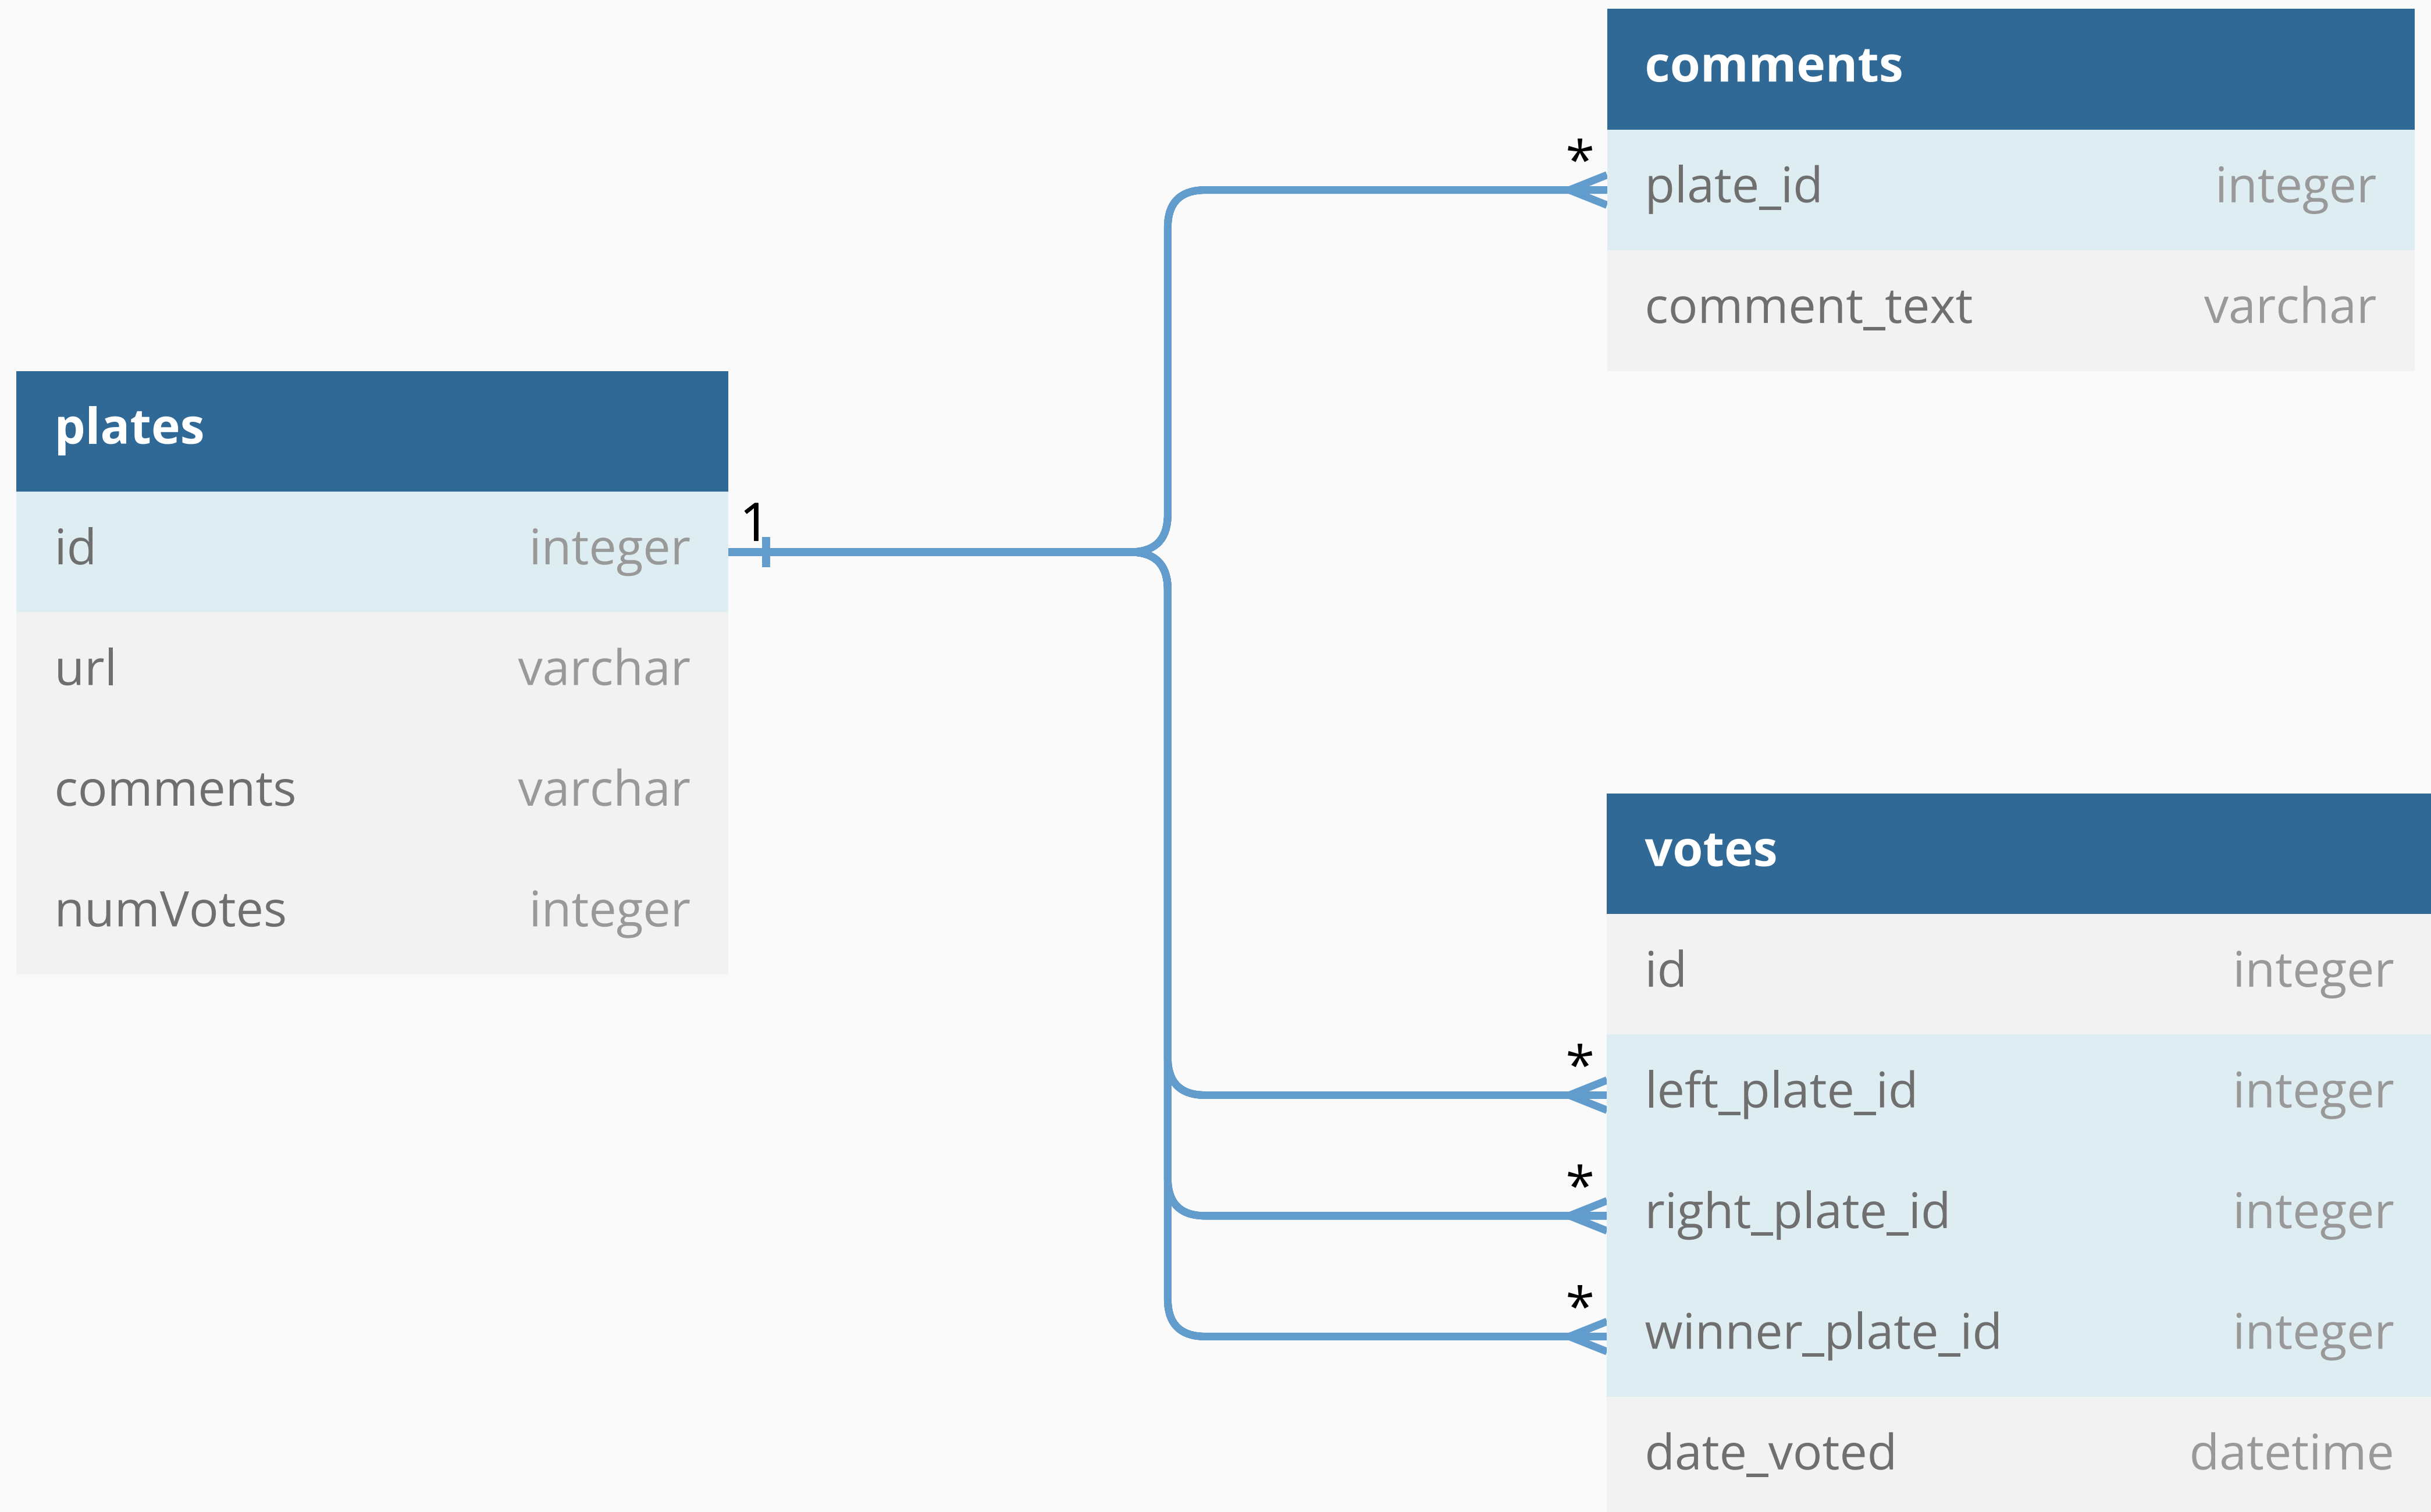 comments
* plate_id integer
comment_text varchar
plates
id integer 1
url varchar
comments varchar
numVotes integer
votes
id integer
* left_plate_id integer
* right_plate_id integer
* winner_plate_id integer
date_voted datetime